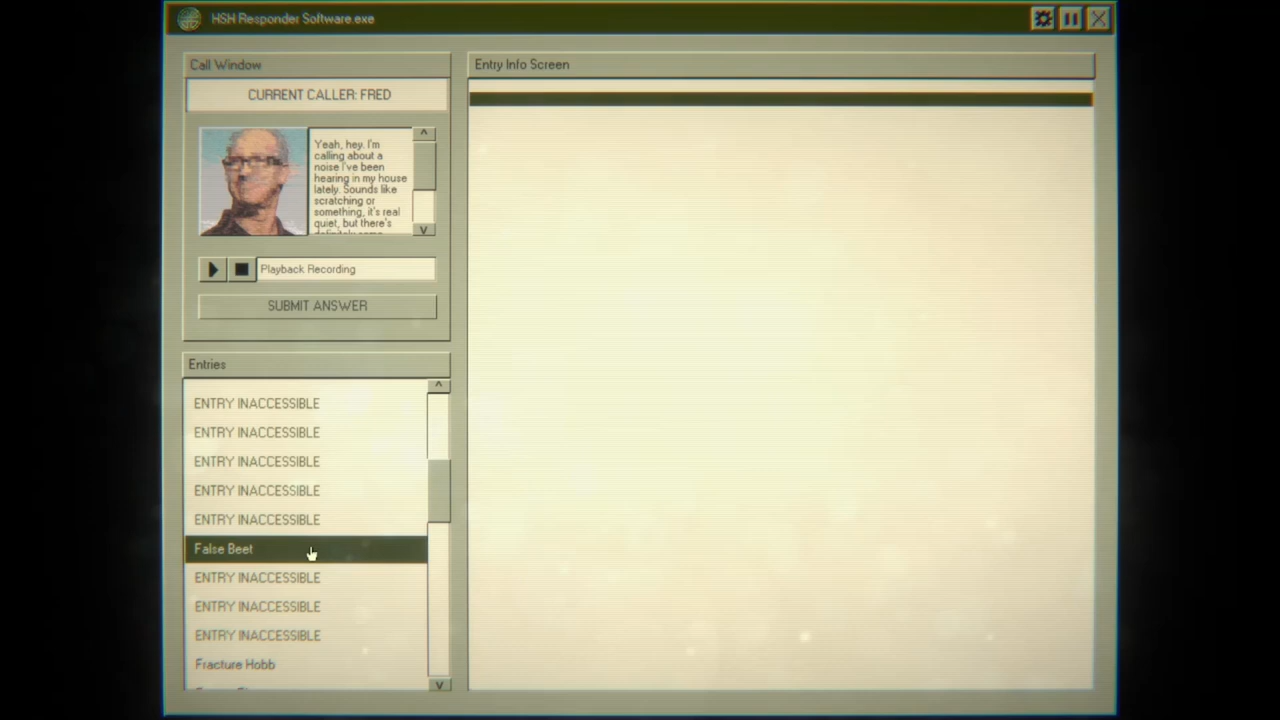 HSH Responder Software.exe
Call Window
CURRENT CALLER: FRED
Yeah, hey. I'm
calling about a
noise I've been
hearing in my house
lately. Sounds like
scratching or
something, it's real
quiet, but there's
definitely some
Playback Recording
SUBMIT ANSWER
Entries
ENTRY INACCESSIBLE
ENTRY INACCESSIBLE
ENTRY INACCESSIBLE
ENTRY INACCESSIBLE
ENTRY INACCESSIBLE
False Beet
ENTRY INACCESSIBLE
ENTRY INACCESSIBLE
ENTRY INACCESSIBLE
Fracture Hobb
Entry Info Screen